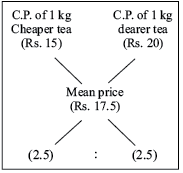 C.P. of 1 kg C.P. of 1 kg
Cheaper tea dearer tea
(Rs. 15) (Rs. 20)
Mean price
(Rs. 17.5)
(2.5) : (2.5)